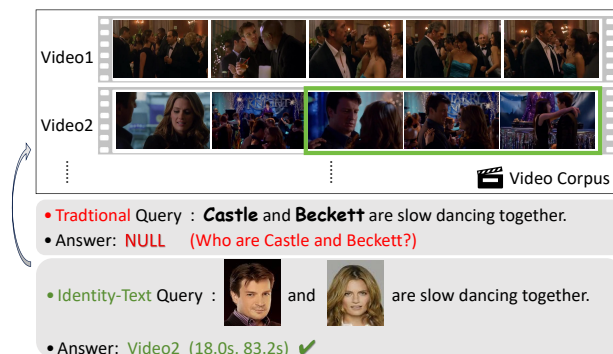 Video1
Video2
Video Corpus
• Tradtional Query : Castle and Beckett are slow dancing together.
• Answer: NULL (Who are Castle and Beckett?)
• Identity-Text Query : and are slow dancing together.
• Answer: Video2 (18.0s, 83.2s) ✔